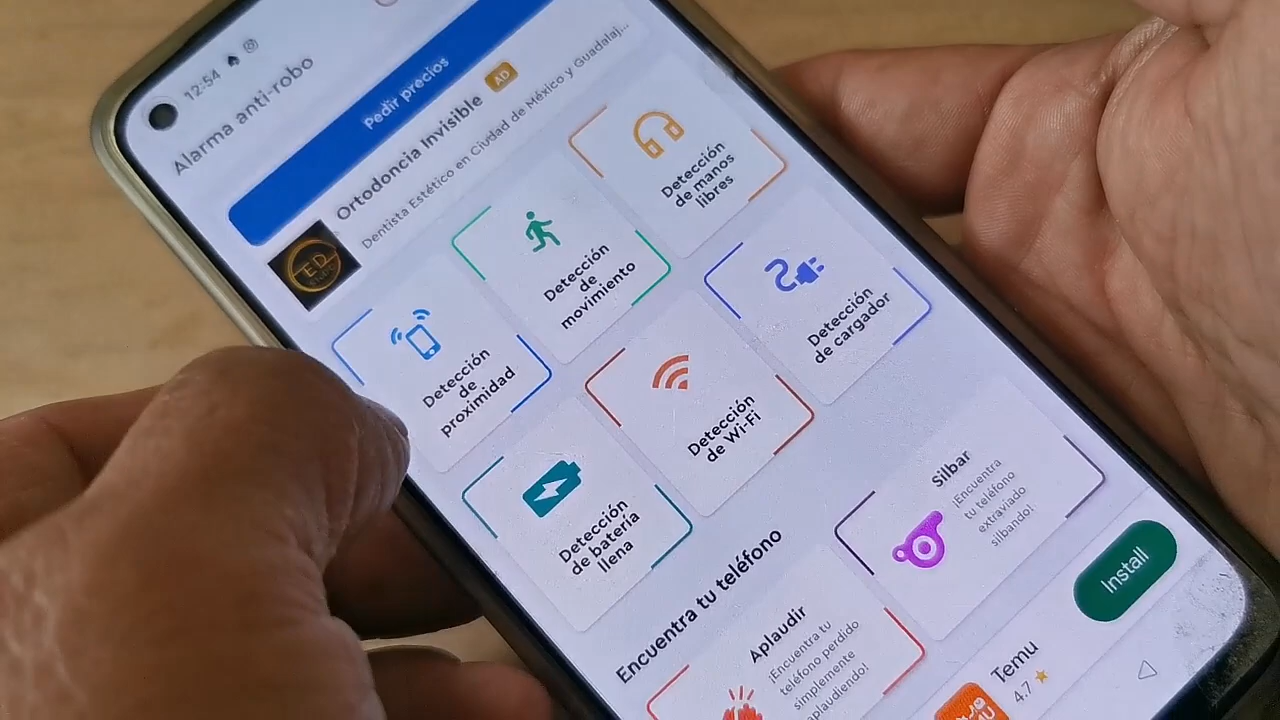 12:54
Alarma anti-robo
Pedir precios
Ortodoncia Invisible
AD
Dentista Estético en Ciudad de México y Guadalaj...
ED
Detección
de
proximidad
Detección
de
movimiento
Detección
de manos
libres
Detección
de batería
llena
Detección
de Wi-Fi
Detección
de cargador
Encuentra tu teléfono
Aplaudir
¡Encuentra tu
teléfono perdido
simplemente
aplaudiendo!
Silbar
¡Encuentra
tu teléfono
extraviado
silbando!
Temu
4.7
Install